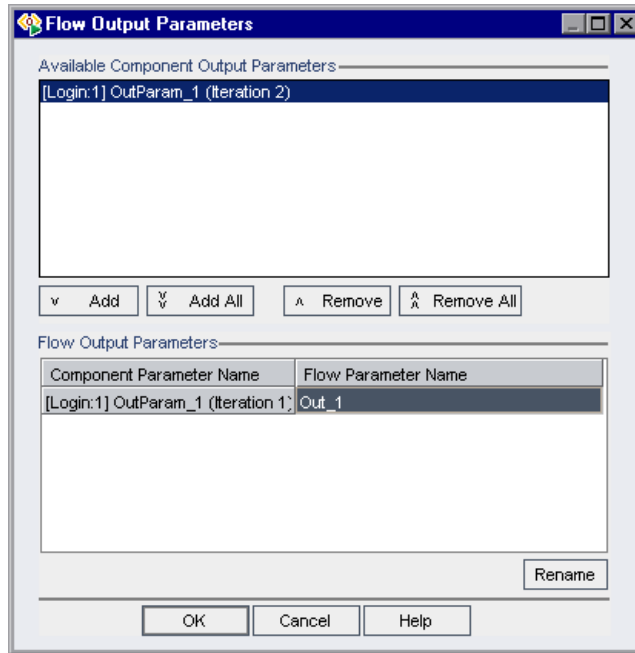 Flow Output Parameters
Available Component Output Parameters
[Login:1] OutParam_1 (Iteration 2)
v Add v v Add All ^ Remove ^ ^ Remove All
Flow Output Parameters
Component Parameter Name Flow Parameter Name
[Login:1] OutParam_1 (Iteration 1) Out_1
Rename
OK Cancel Help